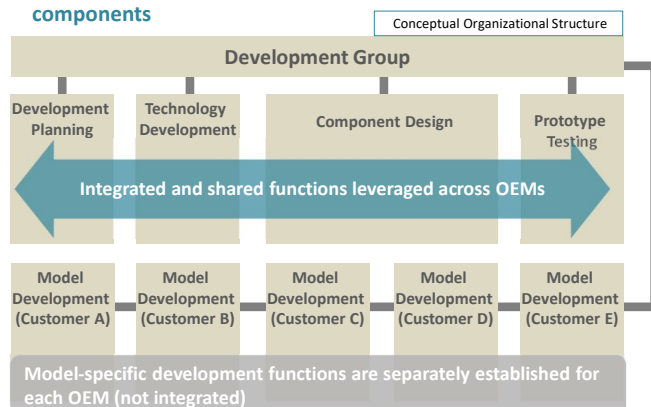 components
Conceptual Organizational Structure
Development Group
Development
Planning
Technology
Development
Component Design
Prototype
Testing
Integrated and shared functions leveraged across OEMs
Model
Development
(Customer A)
Model
Development
(Customer B)
Model
Development
(Customer C)
Model
Development
(Customer D)
Model
Development
(Customer E)
Model-specific development functions are separately established for
each OEM (not integrated)